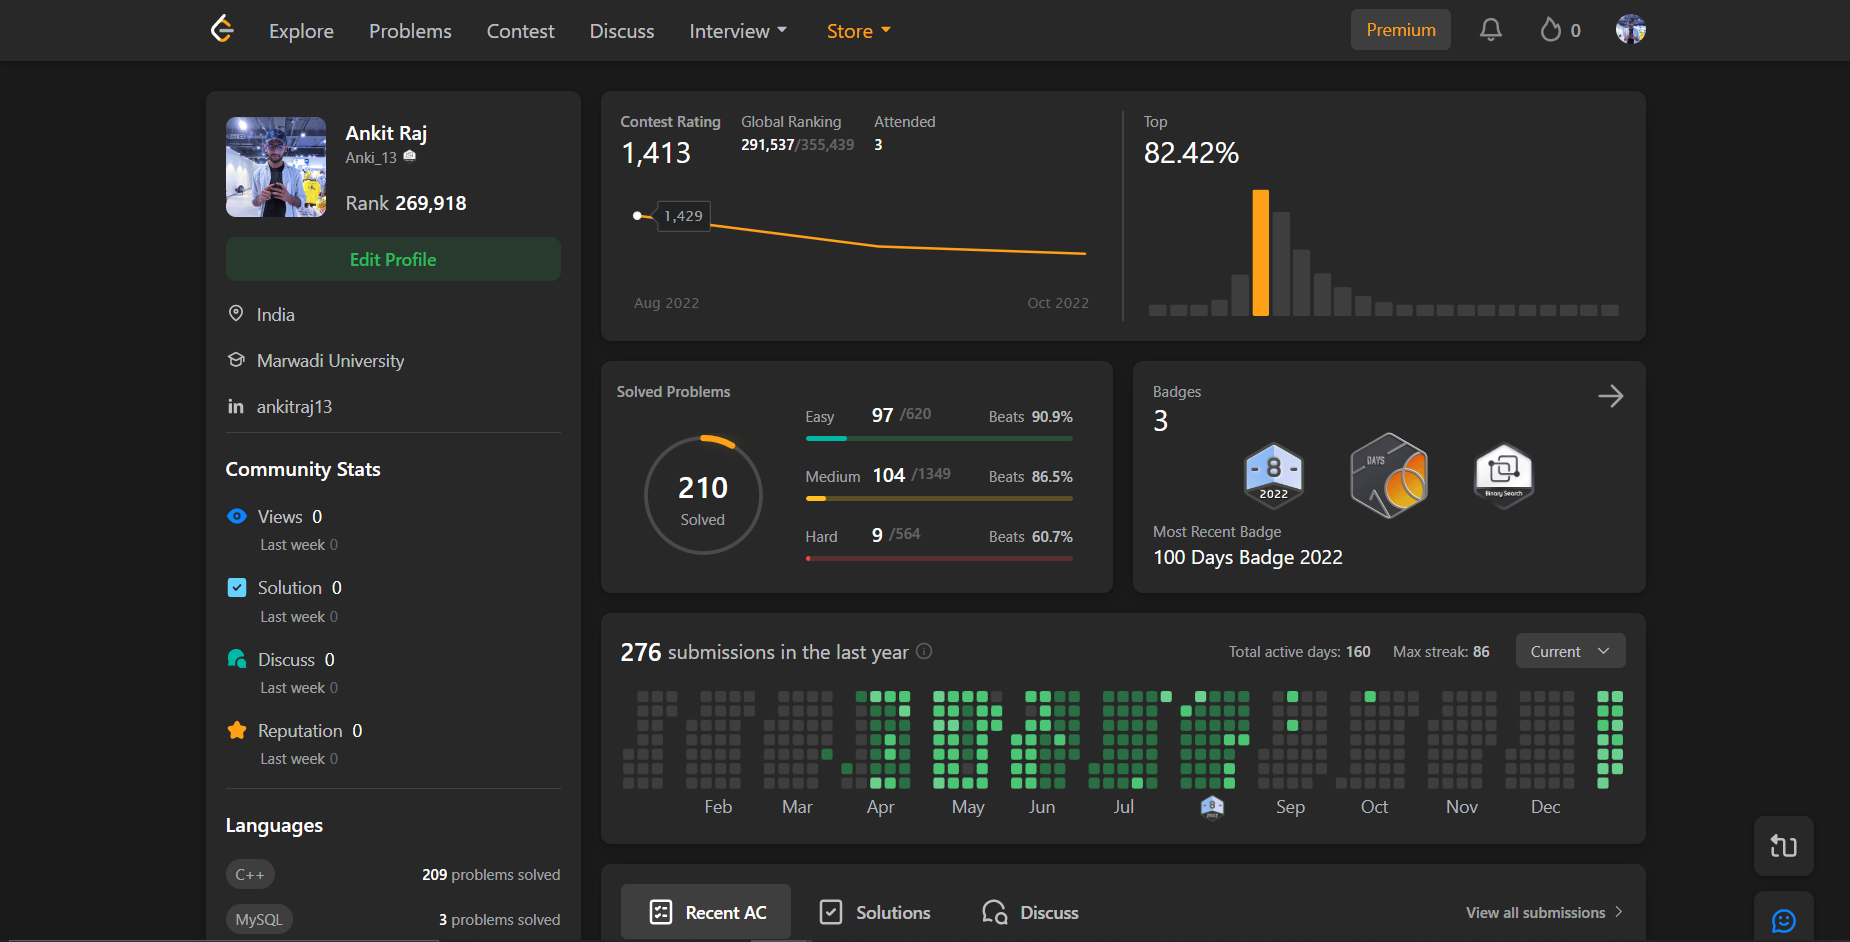 Explore Problems Contest Discuss Interview Store Premium 0
Ankit Raj
Anki_13
Rank 269,918
Edit Profile
India
Marwadi University
ankitraj13
Community Stats
Views 0
Last week 0
Solution 0
Last week 0
Discuss 0
Last week 0
Reputation 0
Last week 0
Languages
C++ 209 problems solved
MySQL 3 problems solved
Contest Rating
1,413
Global Ranking
291,537/355,439
Attended
3
1,429
Aug 2022 Oct 2022
Top
82.42%
Solved Problems
210
Solved
Easy 97 /620 Beats 90.9%
Medium 104 /1349 Beats 86.5%
Hard 9 /564 Beats 60.7%
Badges
3
8
2022
DAYS
Binary Search
Most Recent Badge
100 Days Badge 2022
276 submissions in the last year
Total active days: 160 Max streak: 86 Current
Feb Mar Apr May Jun Jul 8 2022 Sep Oct Nov Dec
Recent AC Solutions Discuss View all submissions